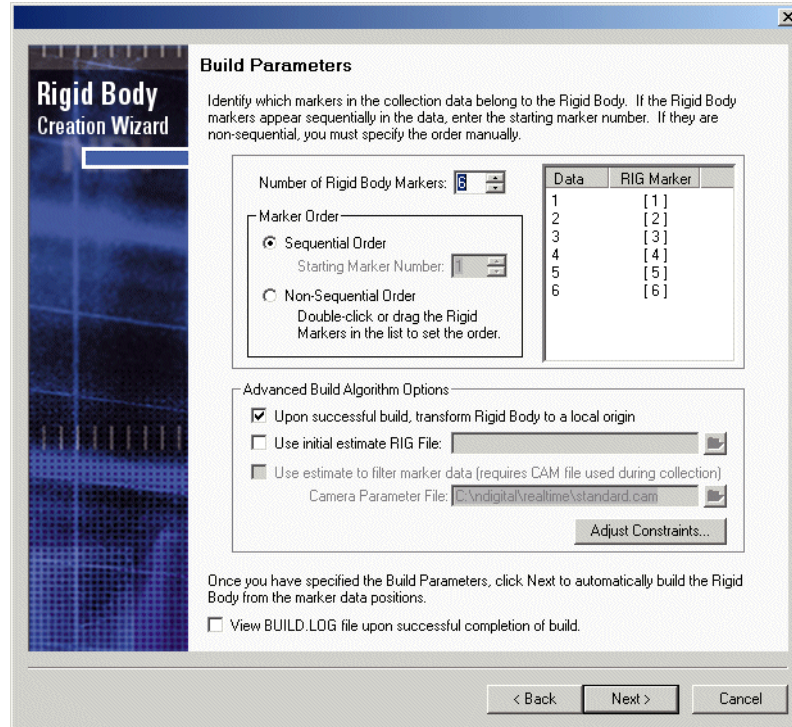 Rigid Body
Creation Wizard
Build Parameters
Identify which markers in the collection data belong to the Rigid Body. If the Rigid Body
markers appear sequentially in the data, enter the starting marker number. If they are
non-sequential, you must specify the order manually.
Number of Rigid Body Markers: 6
Marker Order
Sequential Order
Starting Marker Number: 1
Non-Sequential Order
Double-click or drag the Rigid
Markers in the list to set the order.
Data RIG Marker
1 [ 1 ]
2 [ 2 ]
3 [ 3 ]
4 [ 4 ]
5 [ 5 ]
6 [ 6 ]
Advanced Build Algorithm Options
Upon successful build, transform Rigid Body to a local origin
Use initial estimate RIG File:
Use estimate to filter marker data (requires CAM file used during collection)
Camera Parameter File: C:\ndigital\realtime\standard.cam
Adjust Constraints...
Once you have specified the Build Parameters, click Next to automatically build the Rigid
Body from the marker data positions.
View BUILD.LOG file upon successful completion of build.
< Back Next > Cancel